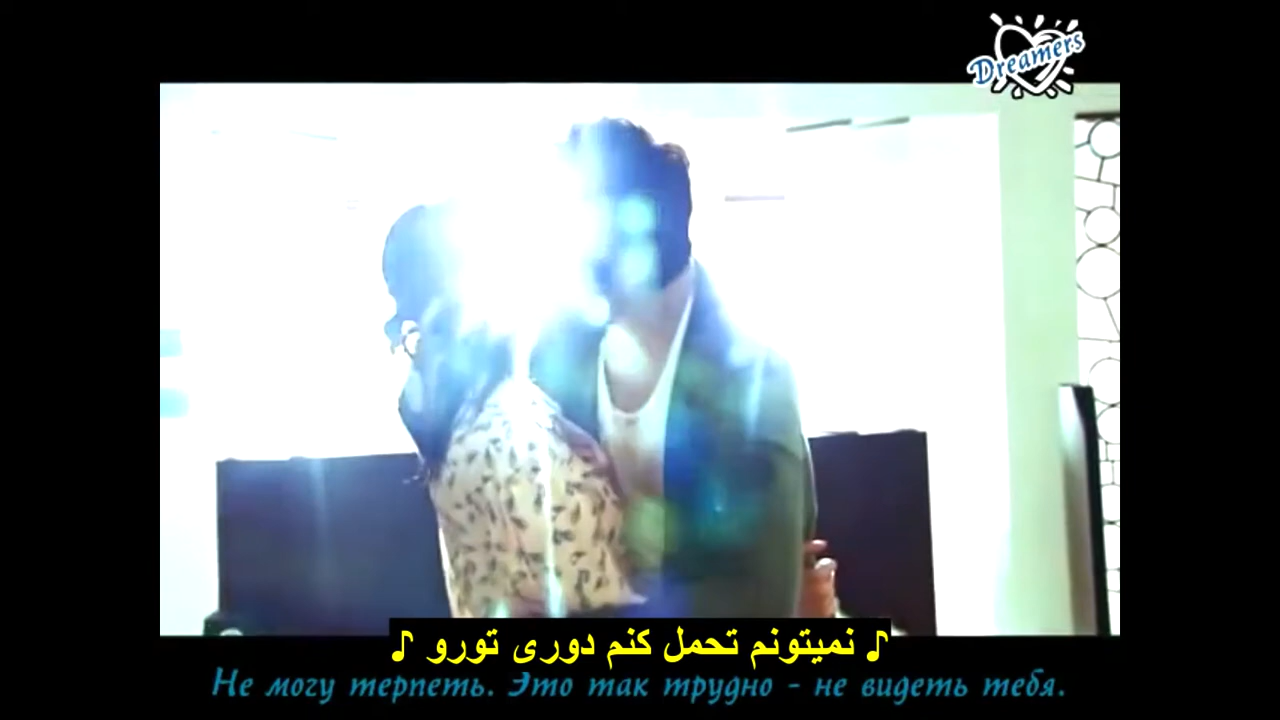 Dreamers
♪ نمیتونم تحمل کنم دوری تورو ♪
Не могу терпеть. Это так трудно - не видеть тебя.